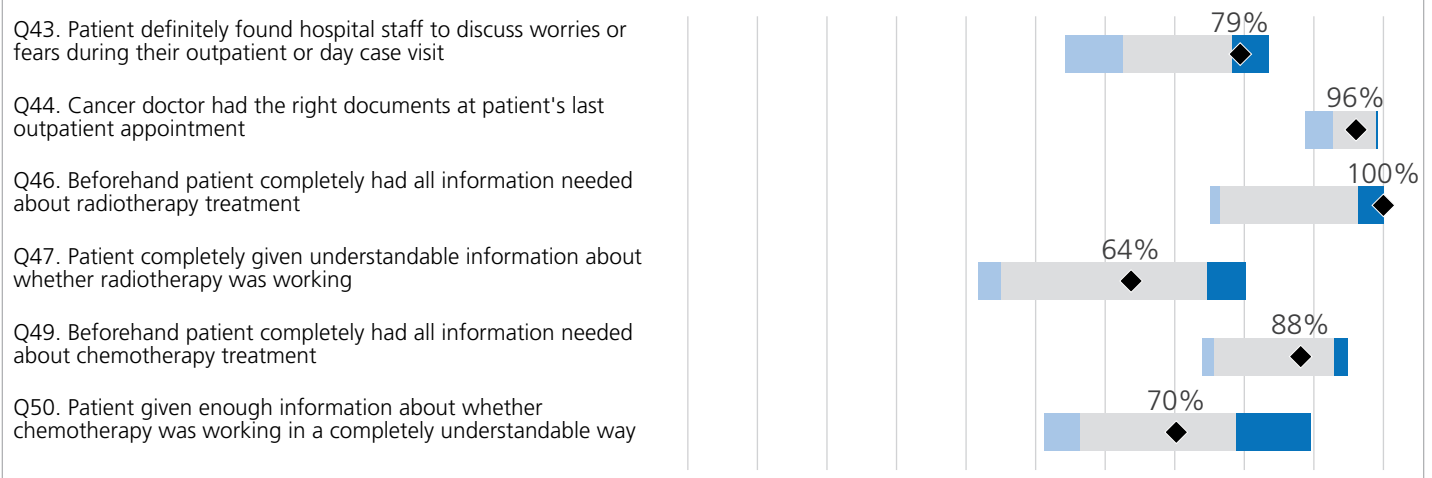 Q43. Patient definitely found hospital staff to discuss worries or
fears during their outpatient or day case visit
79%
Q44. Cancer doctor had the right documents at patient's last
outpatient appointment
96%
Q46. Beforehand patient completely had all information needed
about radiotherapy treatment
100%
Q47. Patient completely given understandable information about
whether radiotherapy was working
64%
Q49. Beforehand patient completely had all information needed
about chemotherapy treatment
88%
Q50. Patient given enough information about whether
chemotherapy was working in a completely understandable way
70%